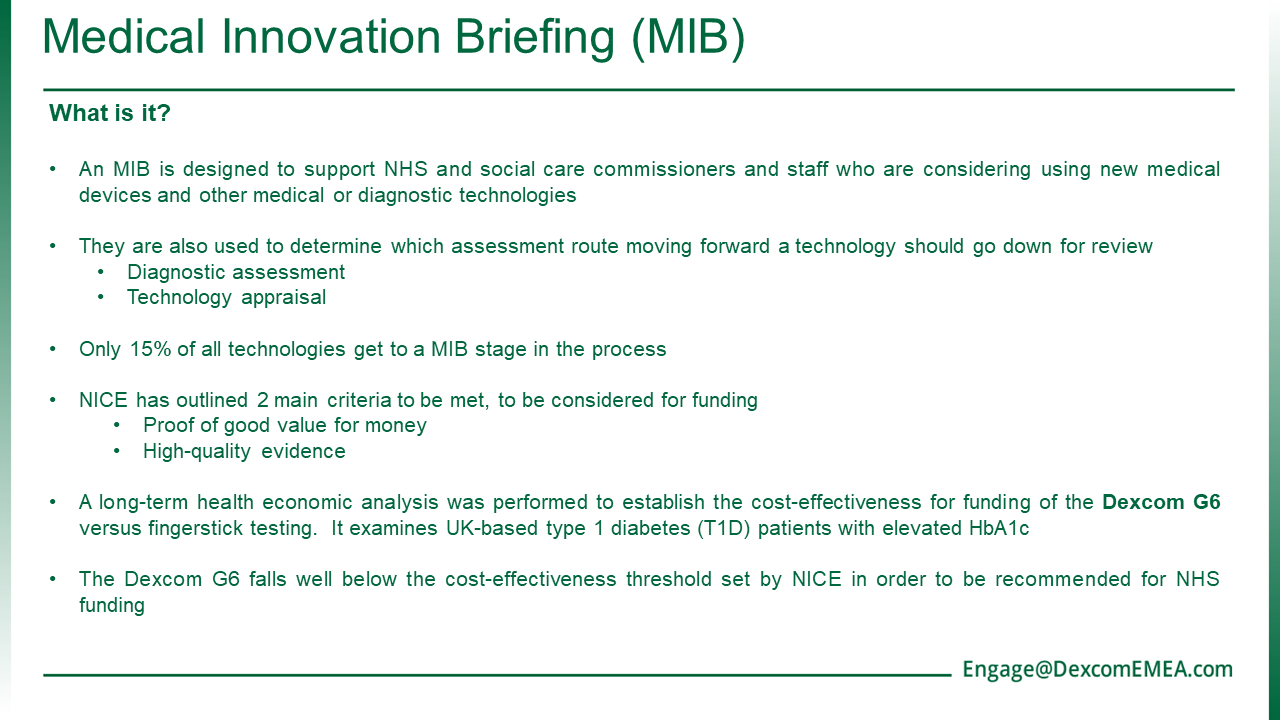 Medical Innovation Briefing (MIB)
What is it?
• An MIB is designed to support NHS and social care commissioners and staff who are considering using new medical
devices and other medical or diagnostic technologies
• They are also used to determine which assessment route moving forward a technology should go down for review
• Diagnostic assessment
• Technology appraisal
• Only 15% of all technologies get to a MIB stage in the process
• NICE has outlined 2 main criteria to be met, to be considered for funding
• Proof of good value for money
• High-quality evidence
• A long-term health economic analysis was performed to establish the cost-effectiveness for funding of the Dexcom G6
versus fingerstick testing. It examines UK-based type 1 diabetes (T1D) patients with elevated HbA1c
• The Dexcom G6 falls well below the cost-effectiveness threshold set by NICE in order to be recommended for NHS
funding
Engage@DexcomEMEA.com